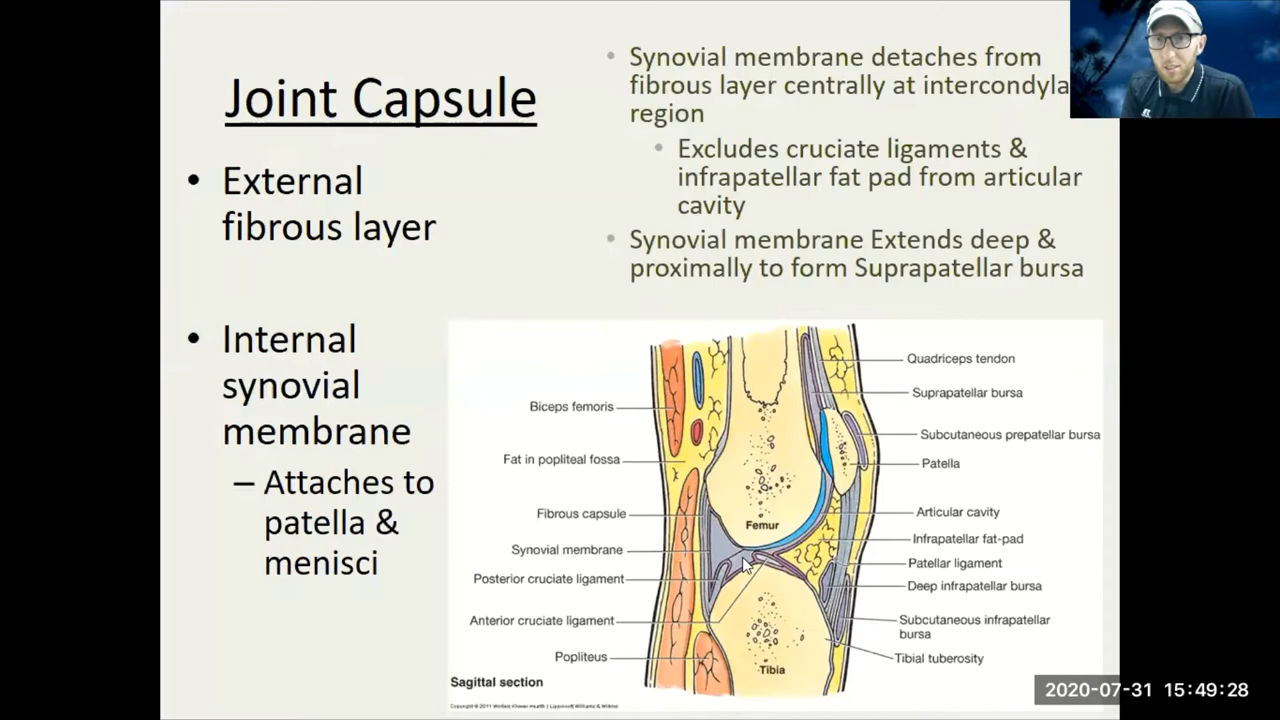 Joint Capsule
• External
fibrous layer
• Internal
synovial
membrane
– Attaches to
patella &
menisci
• Synovial membrane detaches from
fibrous layer centrally at intercondyla
region
• Excludes cruciate ligaments &
infrapatellar fat pad from articular
cavity
• Synovial membrane Extends deep &
proximally to form Suprapatellar bursa
Biceps femoris
Fat in popliteal fossa
Fibrous capsule
Synovial membrane
Posterior cruciate ligament
Anterior cruciate ligament
Popliteus
Femur
Tibia
Quadriceps tendon
Suprapatellar bursa
Subcutaneous prepatellar bursa
Patella
Articular cavity
Infrapatellar fat-pad
Patellar ligament
Deep infrapatellar bursa
Subcutaneous infrapatellar
bursa
Tibial tuberosity
Sagittal section
Copyright © 2011 Wolters Kluwer Health | Lippincott Williams & Wilkins
2020-07-31 15:49:28